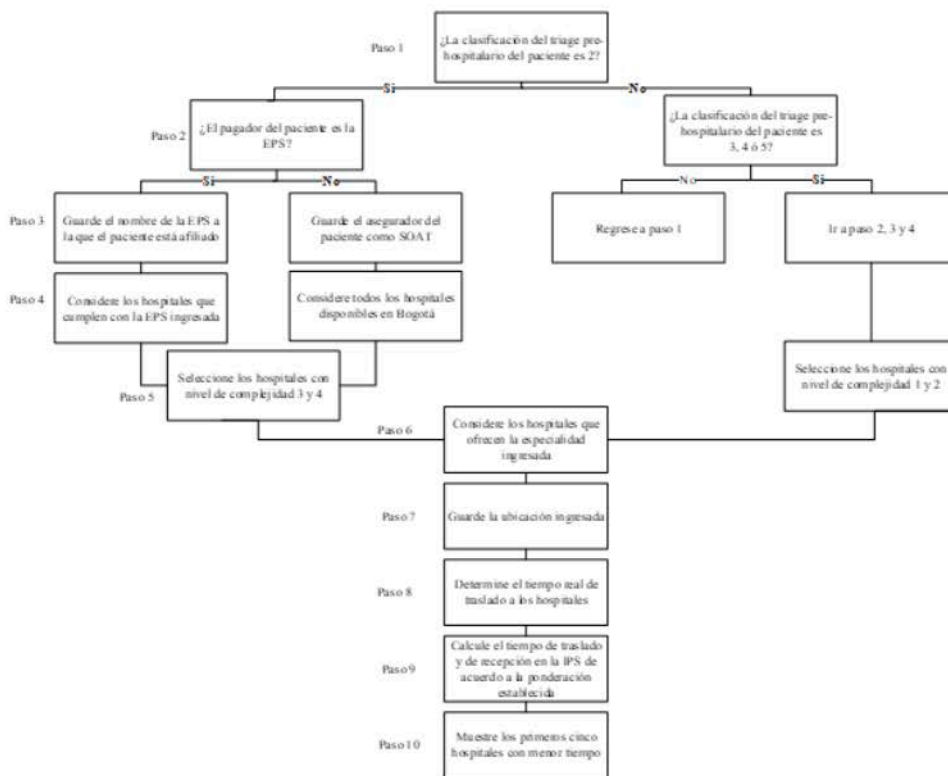 Paso 1
¿La clasificación del triage pre-
hospitalario del paciente es 2?
Si
No
Paso 2
¿El pagador del paciente es la
EPS?
¿La clasificación del triage pre-
hospitalario del paciente es
3, 4 ó 5?
Si
No
No
Si
Paso 3
Guarde el nombre de la EPS a
la que el paciente está afiliado
Guarde el asegurador del
paciente como SOAT
Regrese a paso 1
Ir a paso 2, 3 y 4
Paso 4
Considere los hospitales que
cumplen con la EPS ingresada
Considere todos los hospitales
disponibles en Bogotá
Paso 5
Seleccione los hospitales con
nivel de complejidad 3 y 4
Seleccione los hospitales con
nivel de complejidad 1 y 2
Paso 6
Considere los hospitales que
ofrecen la especialidad
ingresada
Paso 7
Guarde la ubicación ingresada
Paso 8
Determine el tiempo real de
traslado a los hospitales
Paso 9
Calcule el tiempo de traslado
y de recepción en la IPS de
acuerdo a la ponderación
establecida
Paso 10
Muestre los primeros cinco
hospitales con menor tiempo